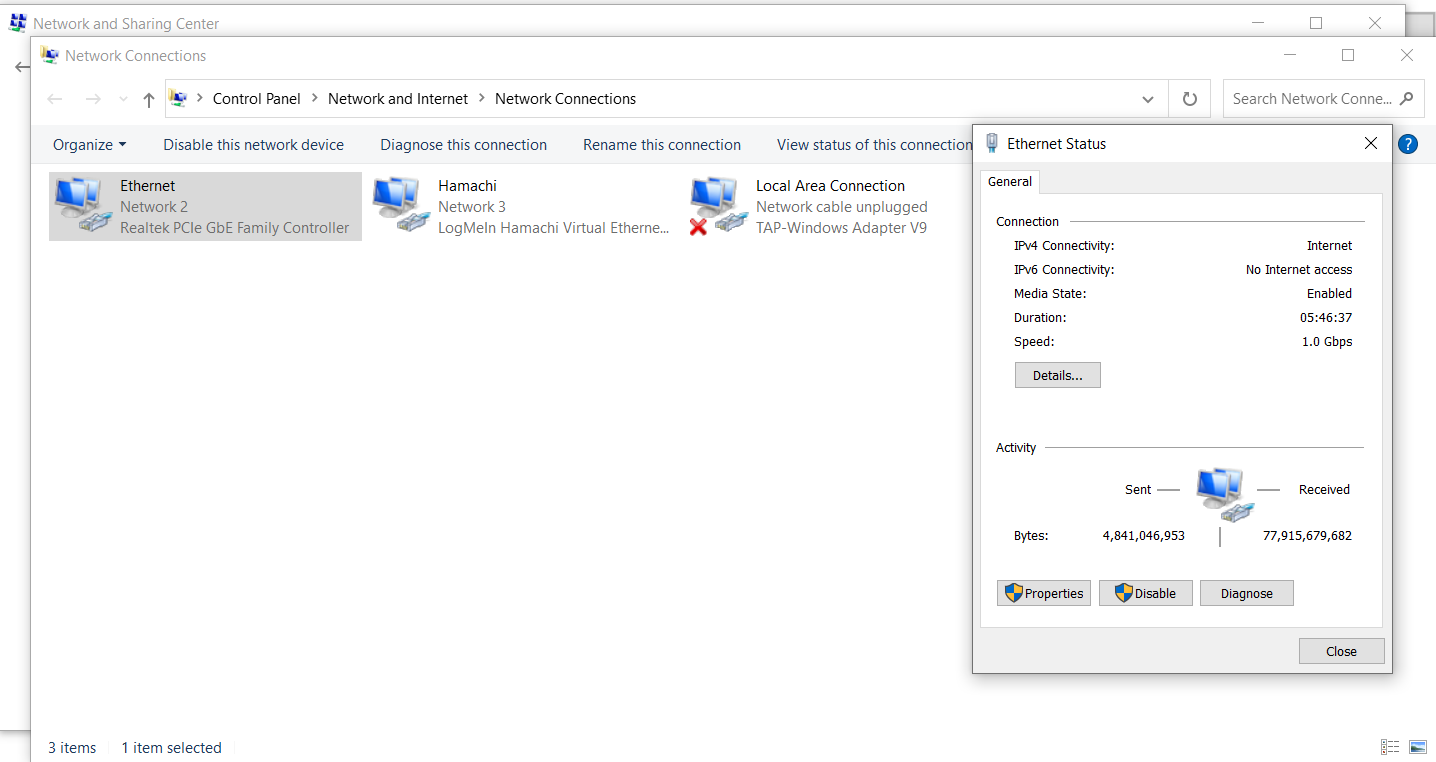 Network and Sharing Center
Network Connections
Control Panel > Network and Internet > Network Connections
Search Network Conne...
Organize
Disable this network device
Diagnose this connection
Rename this connection
View status of this connection
?
Ethernet
Network 2
Realtek PCIe GbE Family Controller
Hamachi
Network 3
LogMeIn Hamachi Virtual Etherne...
Local Area Connection
Network cable unplugged
TAP-Windows Adapter V9
Ethernet Status
General
Connection
IPv4 Connectivity: Internet
IPv6 Connectivity: No Internet access
Media State: Enabled
Duration: 05:46:37
Speed: 1.0 Gbps
Details...
Activity
Sent — — Received
Bytes: 4,841,046,953 | 77,915,679,682
Properties
Disable
Diagnose
Close
3 items
1 item selected